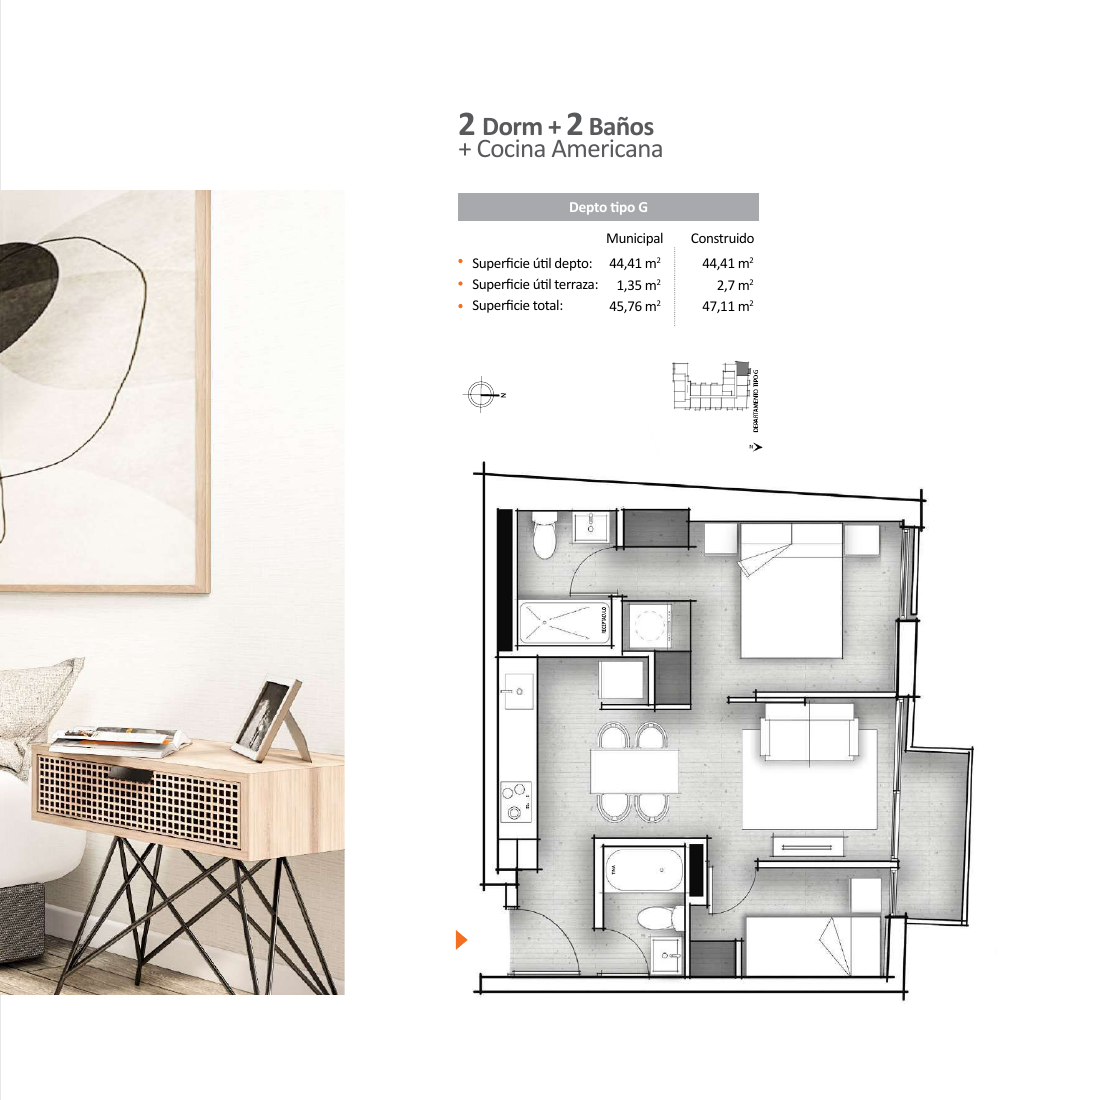 2 Dorm + 2 Baños
+ Cocina Americana
Depto tipo G
Municipal Construido
• Superficie útil depto: 44,41 m² 44,41 m²
• Superficie útil terraza: 1,35 m² 2,7 m²
• Superficie total: 45,76 m² 47,11 m²
N
DEPARTAMENTO TIPO G
N
RECEPTACULO
TINA